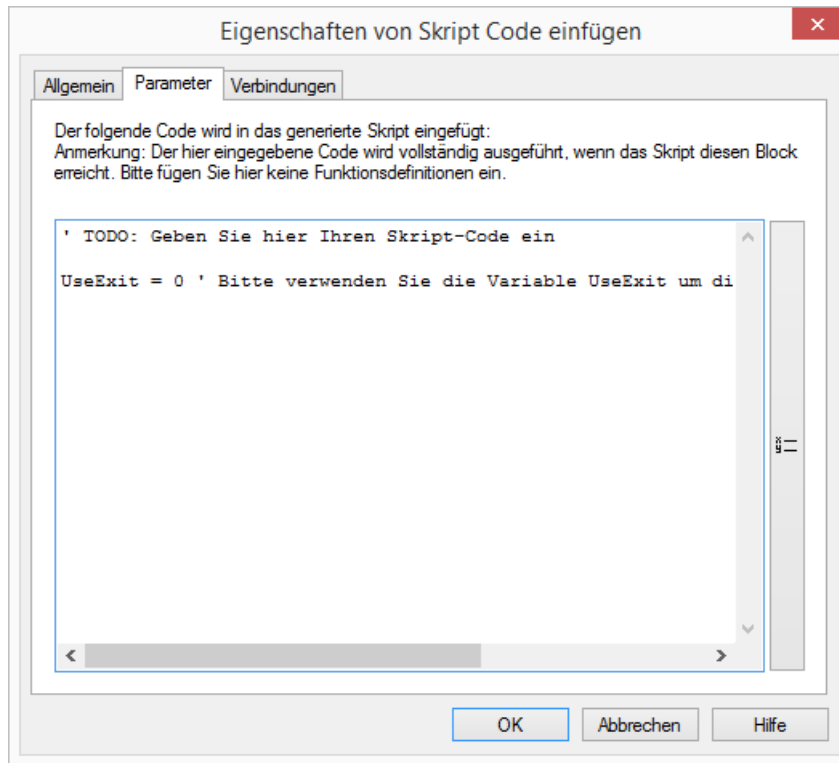 Eigenschaften von Skript Code einfügen
Allgemein Parameter Verbindungen
Der folgende Code wird in das generierte Skript eingefügt:
Anmerkung: Der hier eingegebene Code wird vollständig ausgeführt, wenn das Skript diesen Block
erreicht. Bitte fügen Sie hier keine Funktionsdefinitionen ein.
' TODO: Geben Sie hier Ihren Skript-Code ein
UseExit = 0 ' Bitte verwenden Sie die Variable UseExit um di
OK Abbrechen Hilfe